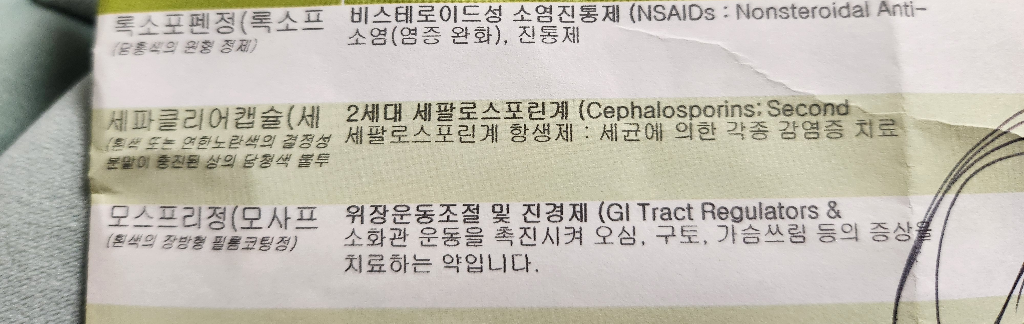 록소포펜정(록소프
(담홍색의 원형 정제)
비스테로이드성 소염진통제 (NSAIDs : Nonsteroidal Anti-
소염(염증 완화), 진통제
세파클리어캡슐(세
(흰색 또는 연한노란색의 결정성
분말이 충진된 상의 담청색 불투
2세대 세팔로스포린계 (Cephalosporins: Second
세팔로스포린계 항생제 : 세균에 의한 각종 감염증 치료
모스프리정(모사프
(흰색의 장방형 필름코팅정)
위장운동조절 및 진경제 (GI Tract Regulators &
소화관 운동을 촉진시켜 오심, 구토, 가슴쓰림 등의 증상을
치료하는 약입니다.